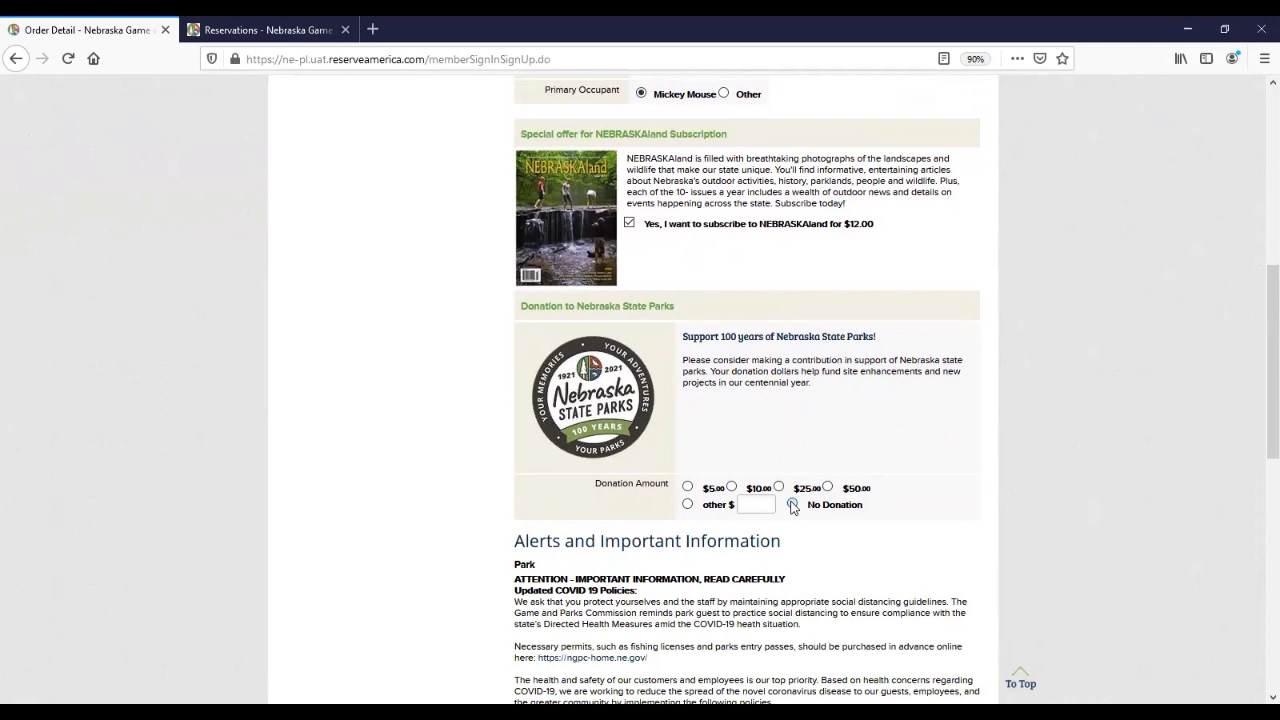 Order Detail - Nebraska Game
Reservations - Nebraska Game
https://ne-pl.uat.reserveamerica.com/memberSignInSignUp.do
90%
Primary Occupant
Mickey Mouse
Other
Special offer for NEBRASKAland Subscription
NEBRASKAland
NEBRASKAland is filled with breathtaking photographs of the landscapes and
wildlife that make our state unique. You'll find informative, entertaining articles
about Nebraska's outdoor activities, history, parklands, people and wildlife. Plus,
each of the 10- issues a year includes a wealth of outdoor news and details on
events happening across the state. Subscribe today!
Yes, I want to subscribe to NEBRASKAland for $12.00
Donation to Nebraska State Parks
YOUR MEMORIES • YOUR ADVENTURES
1921 2021
Nebraska
STATE PARKS
100 YEARS
YOUR PARKS
Support 100 years of Nebraska State Parks!
Please consider making a contribution in support of Nebraska state
parks. Your donation dollars help fund site enhancements and new
projects in our centennial year.
Donation Amount
$5.00 $10.00 $25.00 $50.00
other $ No Donation
Alerts and Important Information
Park
ATTENTION - IMPORTANT INFORMATION, READ CAREFULLY
Updated COVID 19 Policies:
We ask that you protect yourselves and the staff by maintaining appropriate social distancing guidelines. The
Game and Parks Commission reminds park guest to practice social distancing to ensure compliance with the
state's Directed Health Measures amid the COVID-19 heath situation.
Necessary permits, such as fishing licenses and parks entry passes, should be purchased in advance online
here: https://ngpc-home.ne.gov/
The health and safety of our customers and employees is our top priority. Based on health concerns regarding
COVID-19, we are working to reduce the spread of the novel coronavirus disease to our guests, employees, and
the greater community by implementing the following policies
To Top